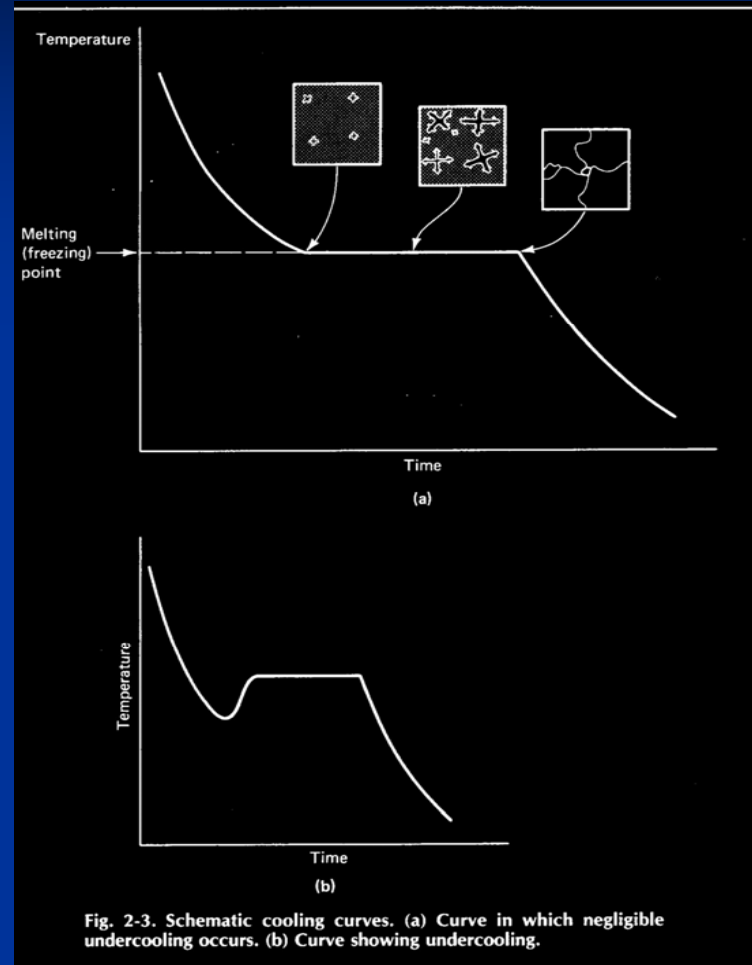 Temperature
Melting
(freezing)
point
Time
(a)
Temperature
Time
(b)
Fig. 2-3. Schematic cooling curves. (a) Curve in which negligible
undercooling occurs. (b) Curve showing undercooling.